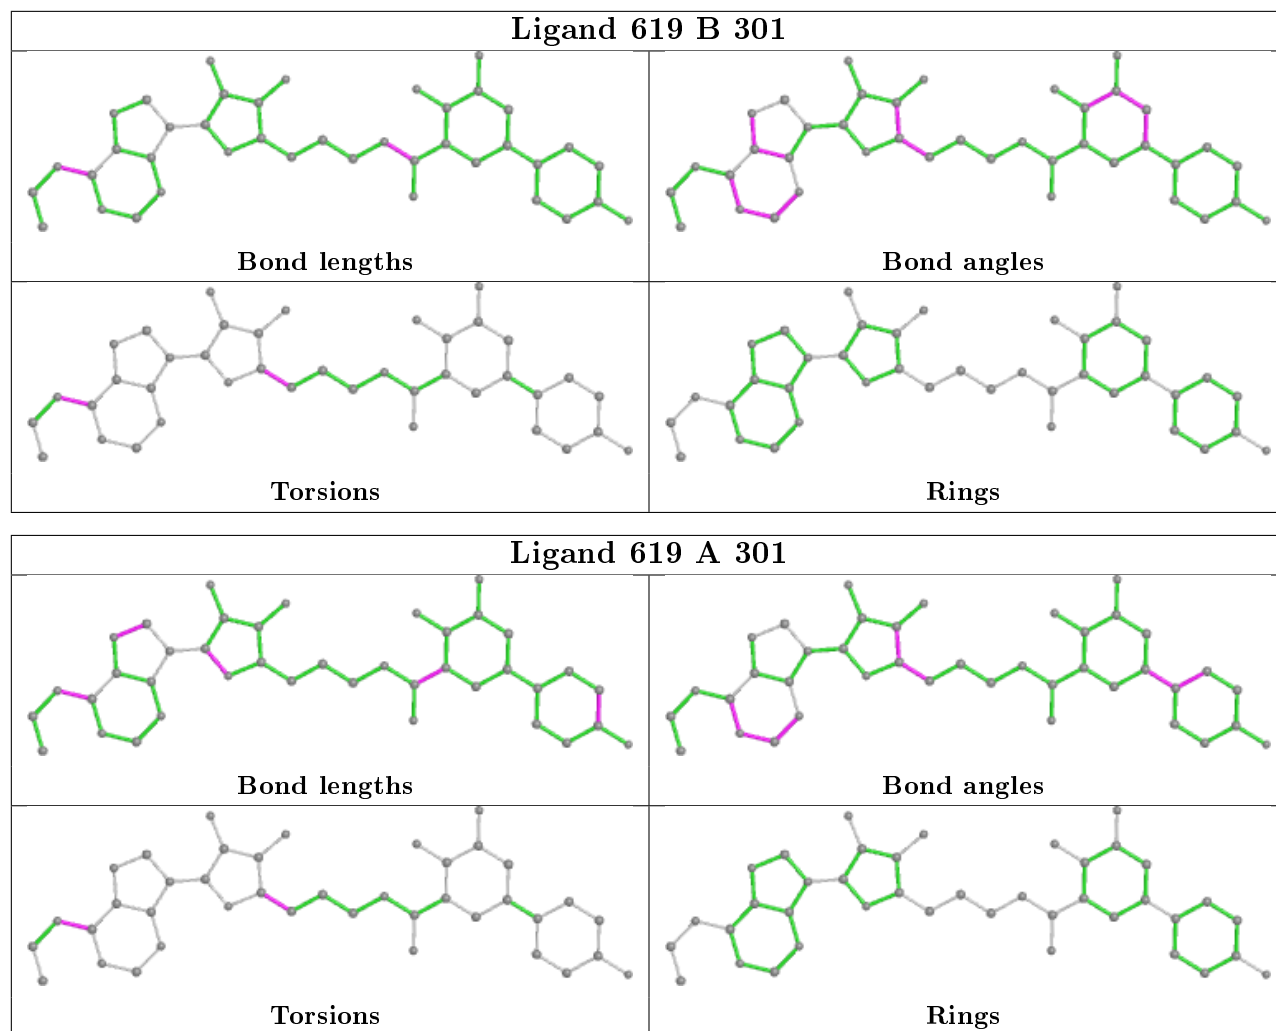 Ligand 619 B 301
Bond lengths
Bond angles
Torsions
Rings
Ligand 619 A 301
Bond lengths
Bond angles
Torsions
Rings